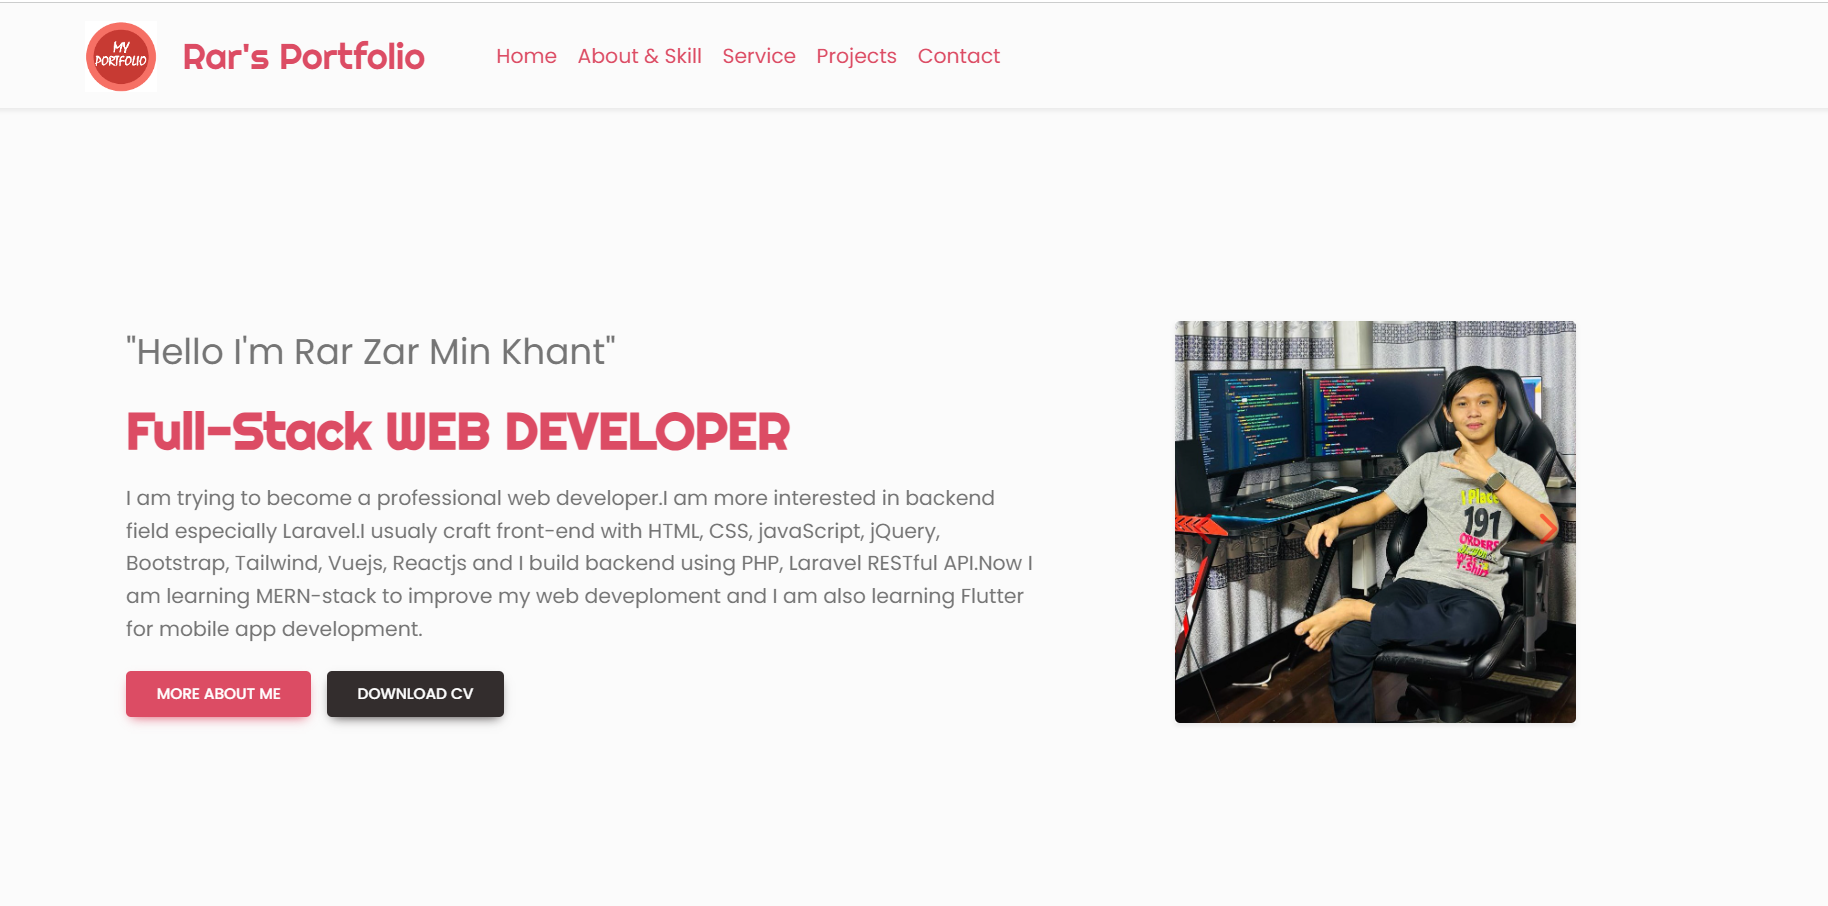 MY
PORTFOLIO
Rar's Portfolio
Home About & Skill Service Projects Contact
"Hello I'm Rar Zar Min Khant"
Full-Stack WEB DEVELOPER
I am trying to become a professional web developer.I am more interested in backend
field especially Laravel.I usualy craft front-end with HTML, CSS, javaScript, jQuery,
Bootstrap, Tailwind, Vuejs, Reactjs and I build backend using PHP, Laravel RESTful API.Now I
am learning MERN-stack to improve my web deveploment and I am also learning Flutter
for mobile app development.
MORE ABOUT ME DOWNLOAD CV
I Place
191
ORDERS
T-Shirt